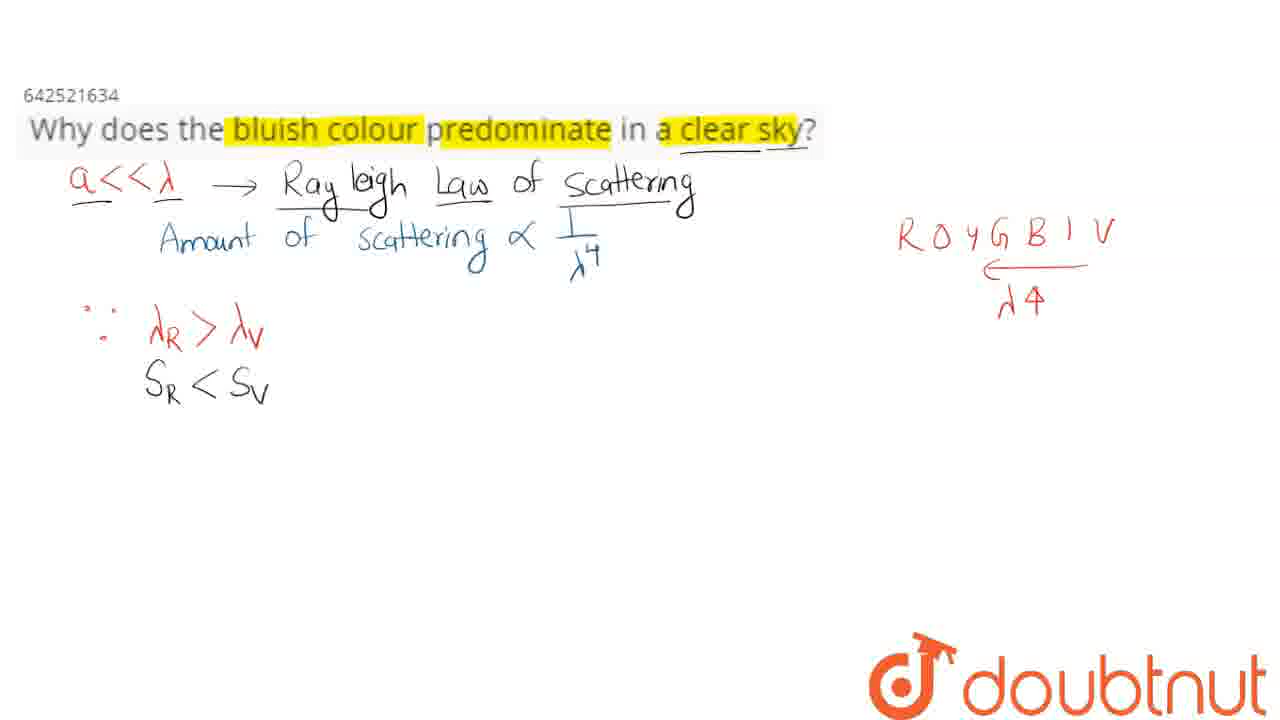 642521634
Why does the bluish colour predominate in a clear sky?
a << λ → Rayleigh Law of scattering
Amount of scattering ∝ 1/λ⁴
R O Y G B I V
←
λ ↑
∵ λR > λV
SR < SV
doubtnut